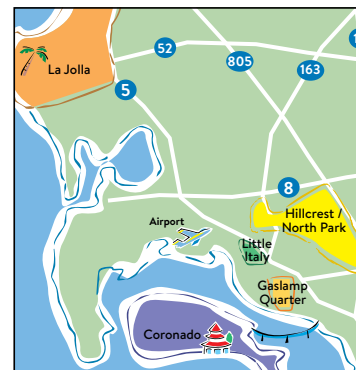 52
La Jolla
805
163
5
8
Airport
Hillcrest /
North Park
Little
Italy
Gaslamp
Quarter
Coronado